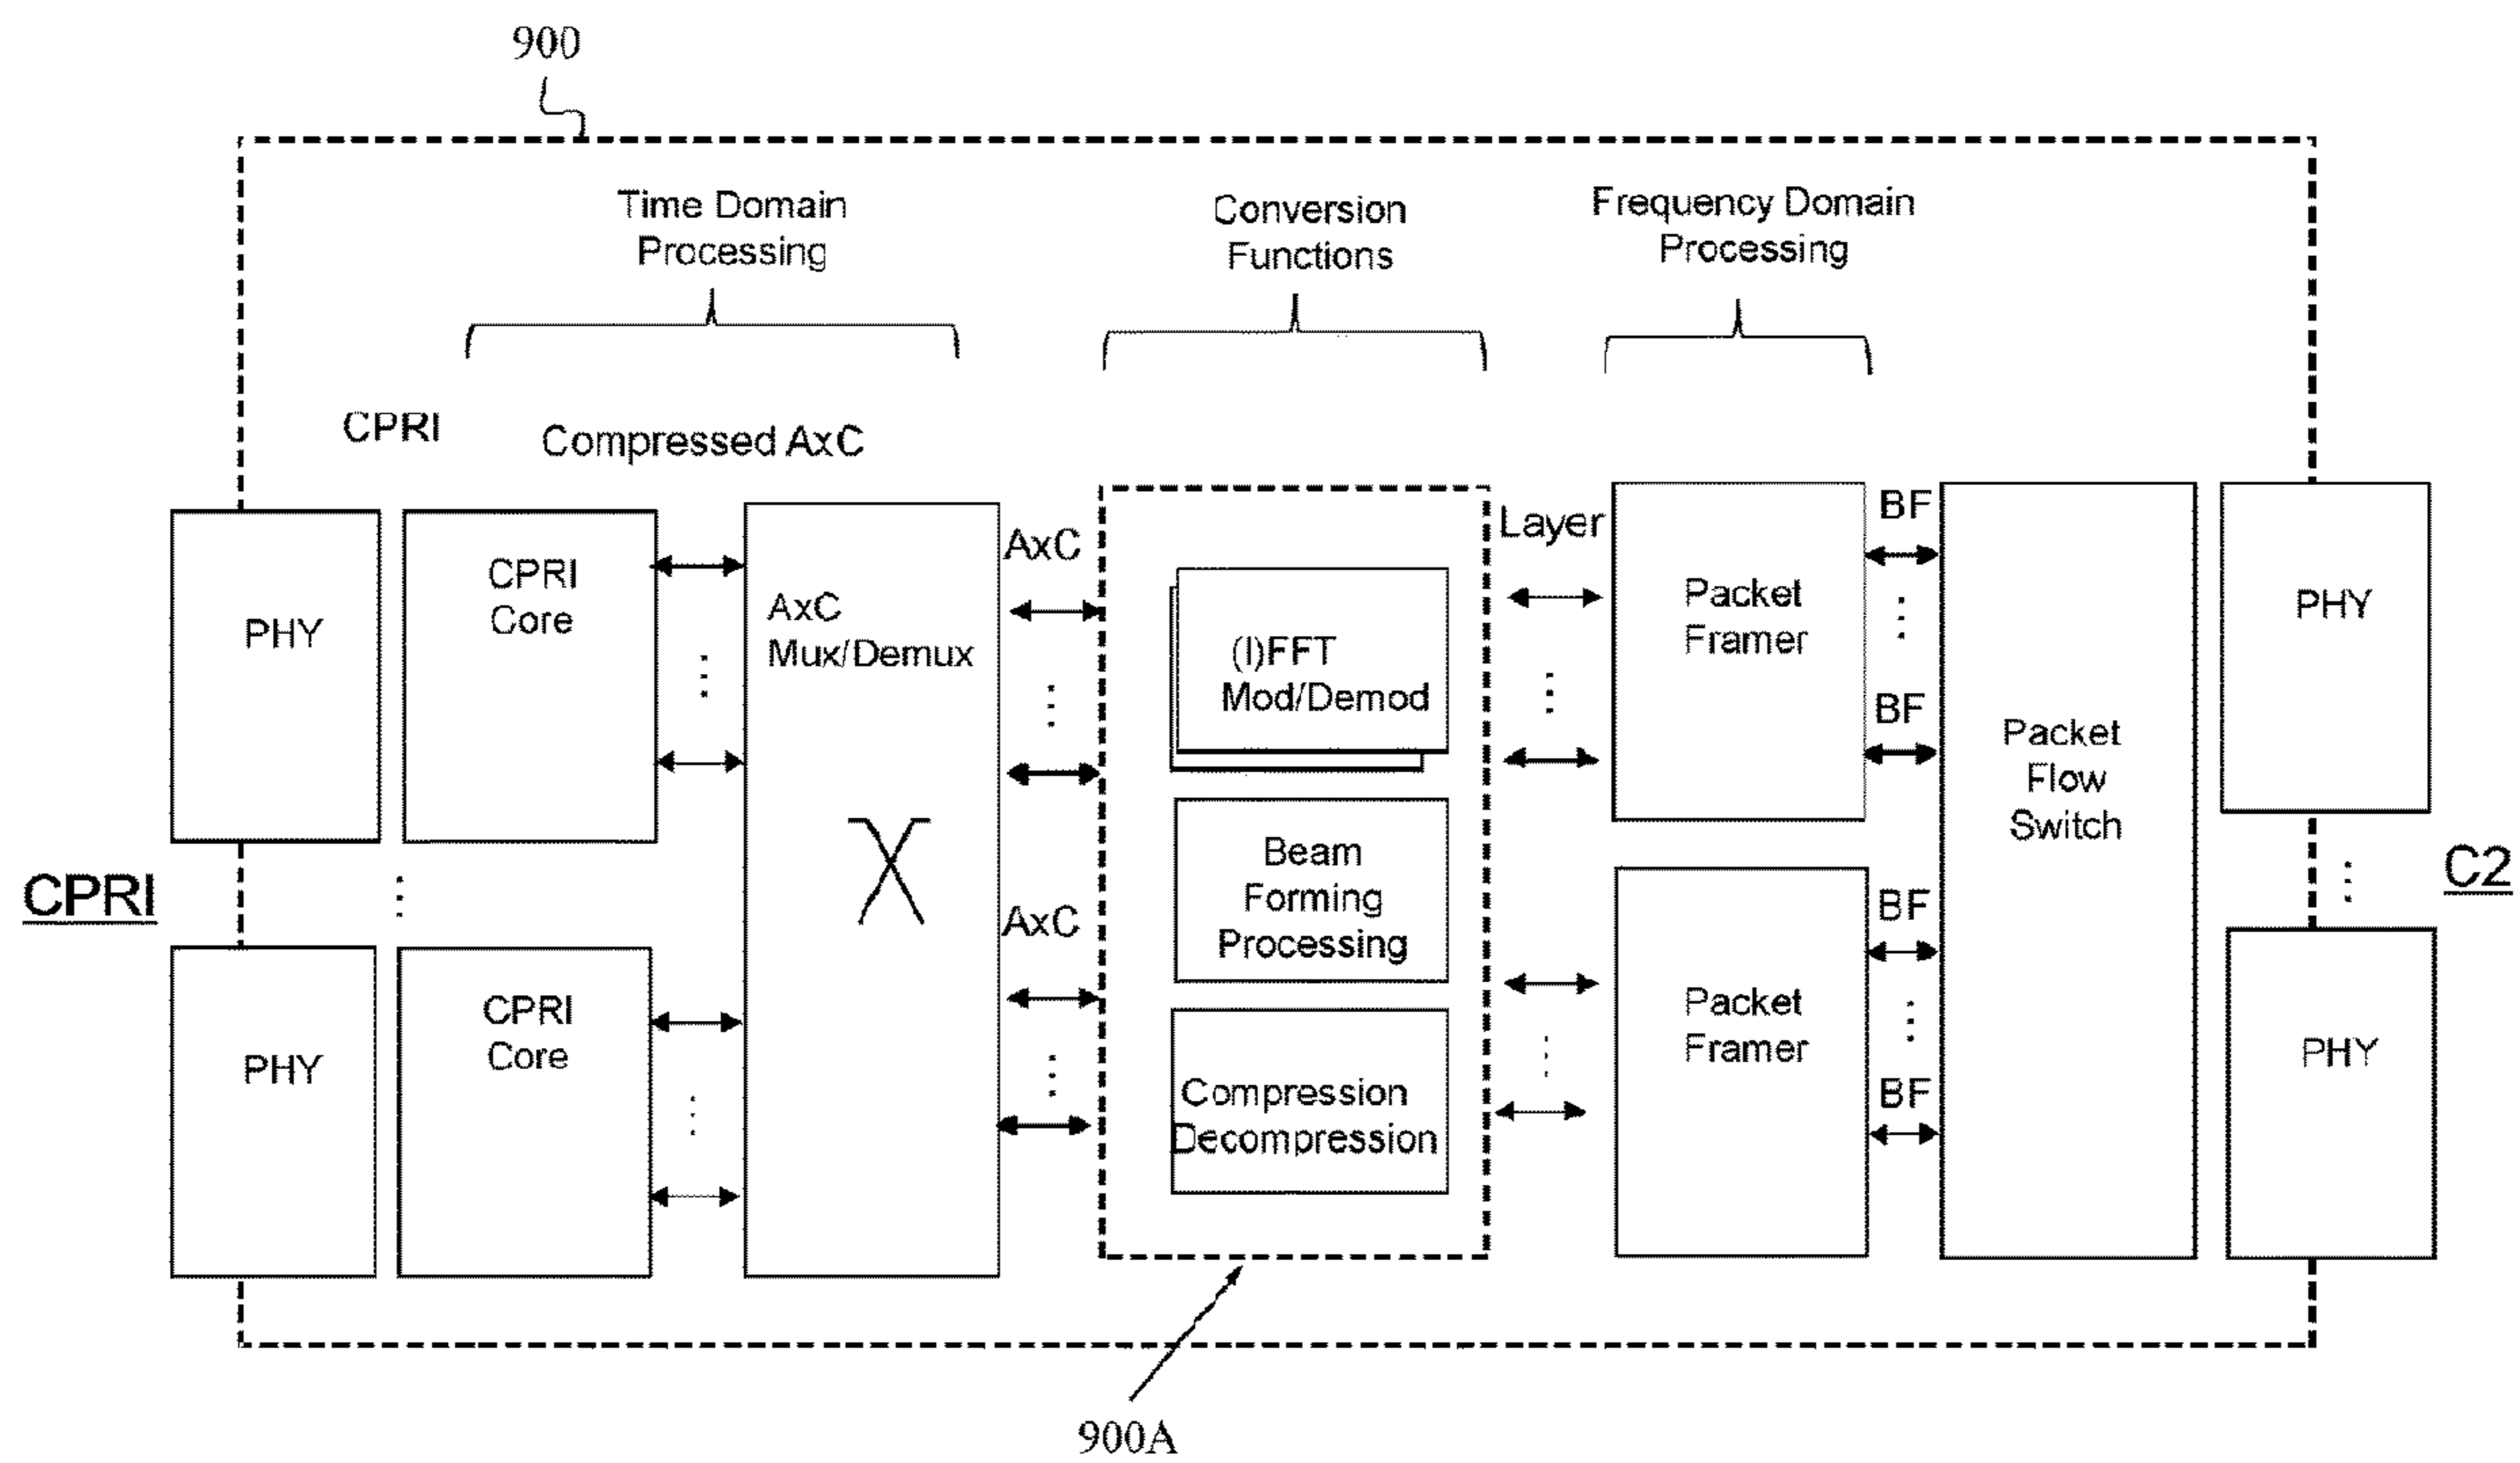 900
Time Domain
Processing
Conversion
Functions
Frequency Domain
Processing
CPRI
Compressed AxC
PHY
CPRI
Core
AxC
Mux/Demux
AxC
(I)FFT
Mod/Demod
Layer
Packet
Framer
BF
BF
Packet
Flow
Switch
PHY
CPRI
Beam
Forming
Processing
C2
PHY
CPRI
Core
AxC
Compression
Decompression
Packet
Framer
BF
BF
PHY
900A